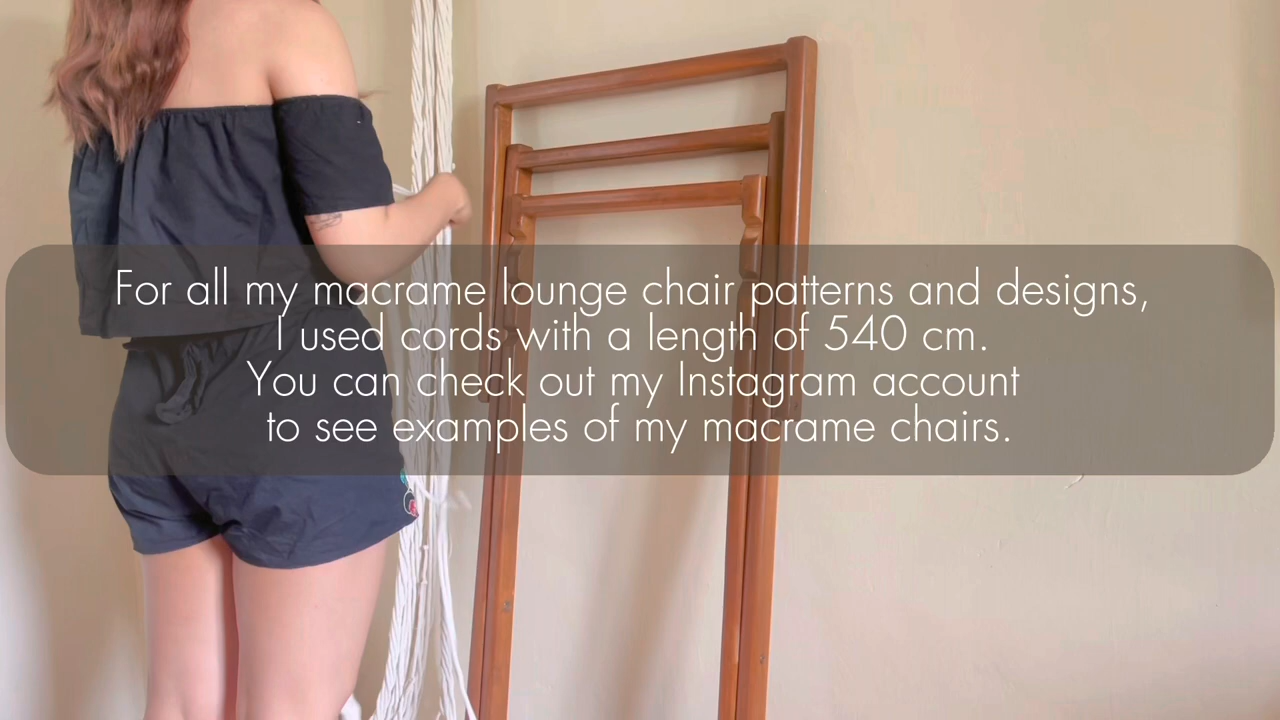 For all my macrame lounge chair patterns and designs,
I used cords with a length of 540 cm.
You can check out my Instagram account
to see examples of my macrame chairs.